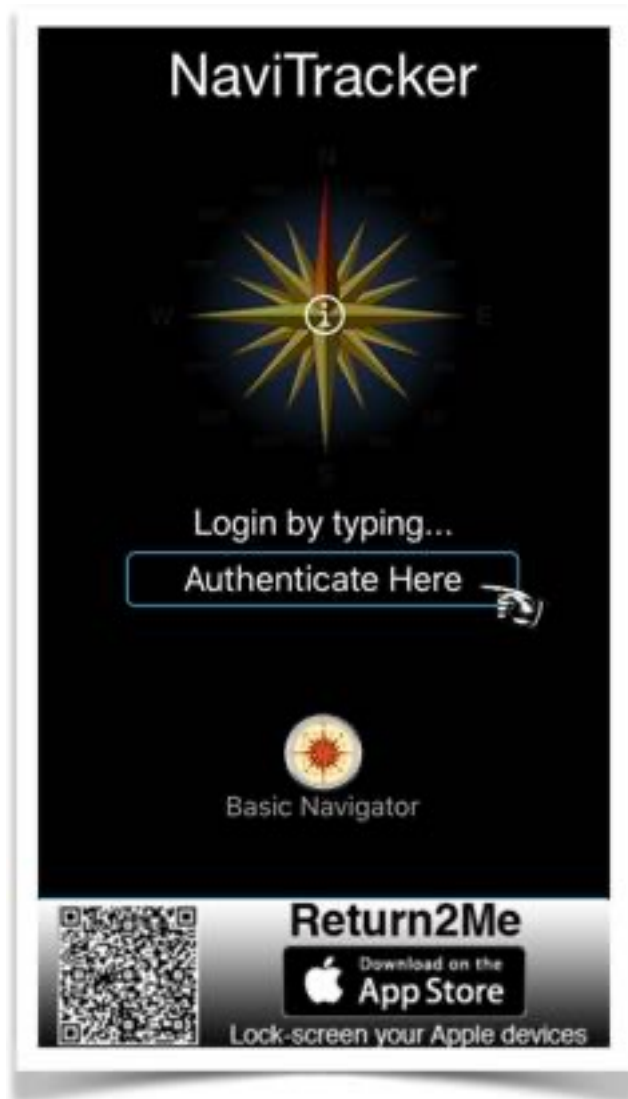 NaviTracker
N
W
E
S
Login by typing...
Authenticate Here
Basic Navigator
Return2Me
Download on the
App Store
Lock-screen your Apple devices